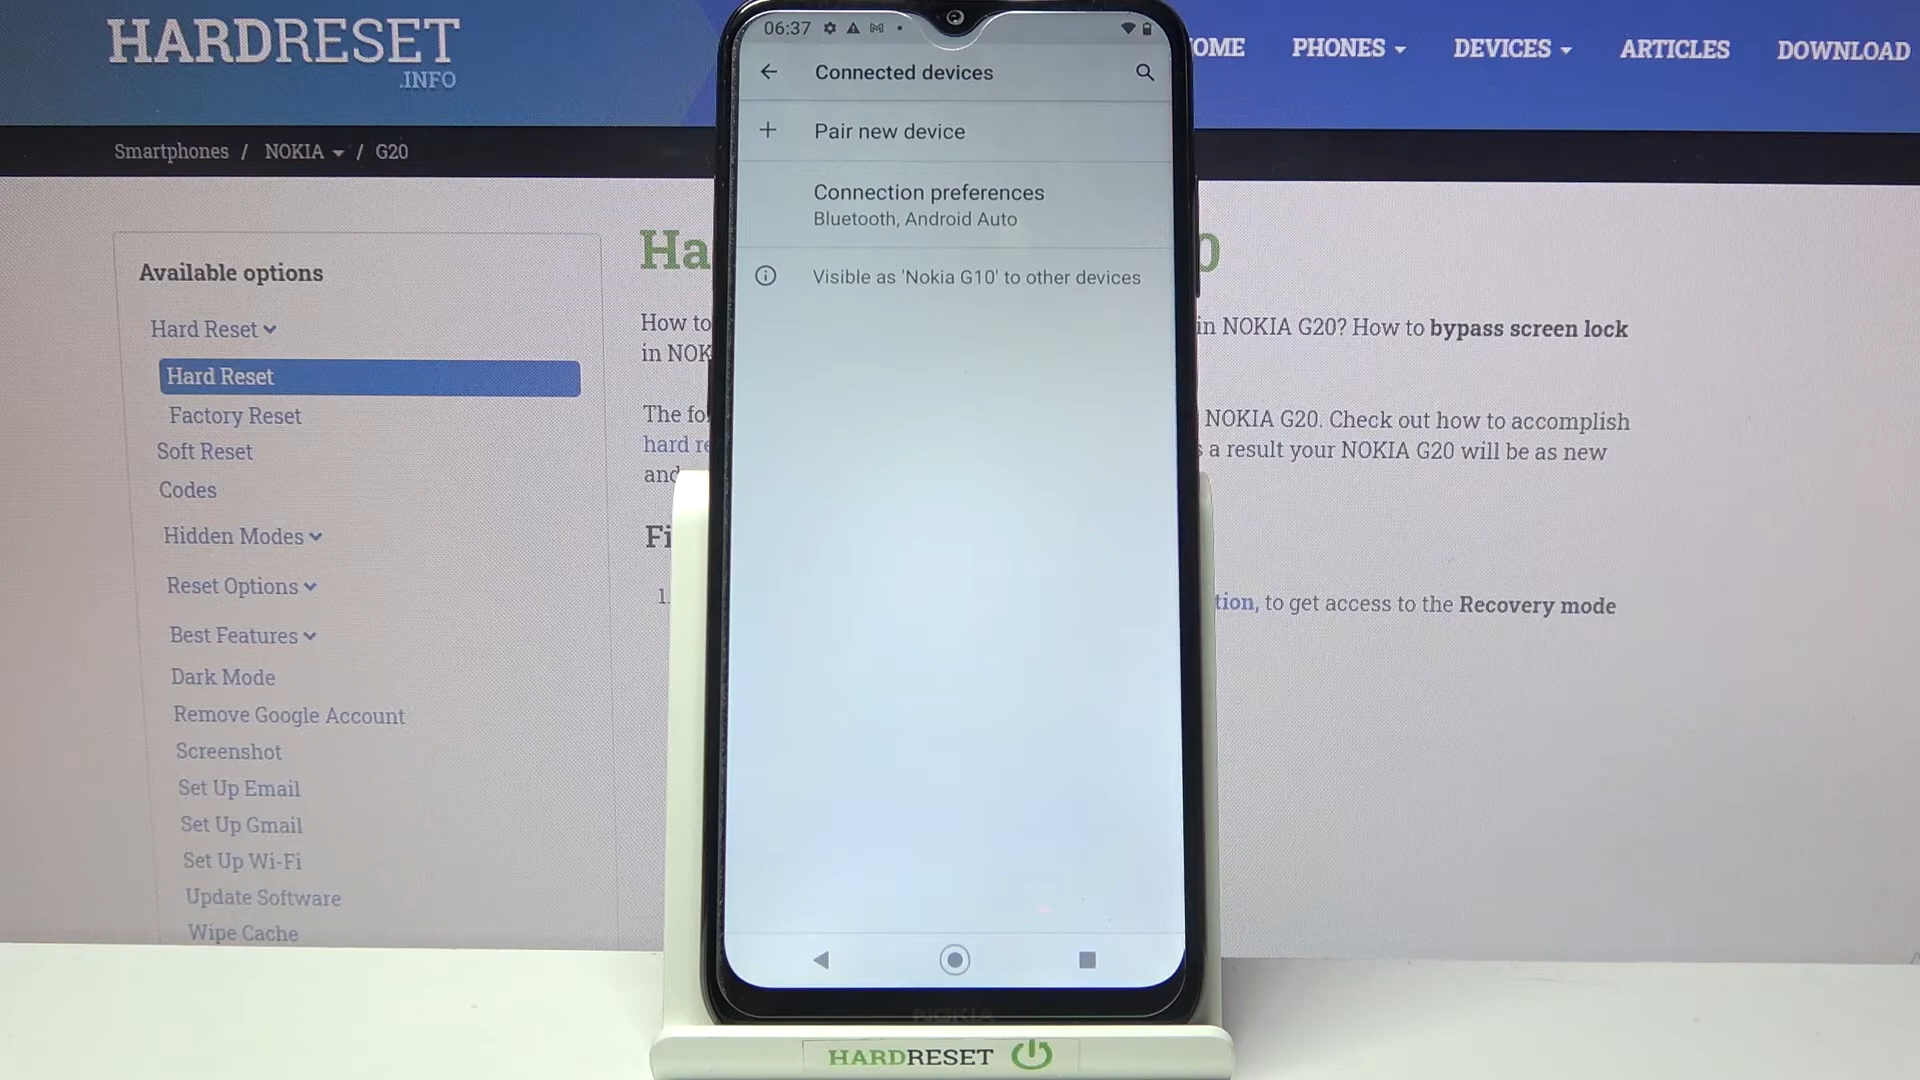 HARDRESET
.INFO
OME PHONES DEVICES ARTICLES DOWNLOAD
Smartphones / NOKIA / G20
Available options
Hard Reset
Hard Reset
Factory Reset
Soft Reset
Codes
Hidden Modes
Reset Options
Best Features
Dark Mode
Remove Google Account
Screenshot
Set Up Email
Set Up Gmail
Set Up Wi-Fi
Update Software
Wipe Cache
Ha
How to in NOKIA G20? How to bypass screen lock
in NOK
The fo NOKIA G20. Check out how to accomplish
hard re s a result your NOKIA G20 will be as new
and
Fi
1. tion, to get access to the Recovery mode
06:37
Connected devices
Pair new device
Connection preferences
Bluetooth, Android Auto
Visible as 'Nokia G10' to other devices
NOKIA
HARDRESET